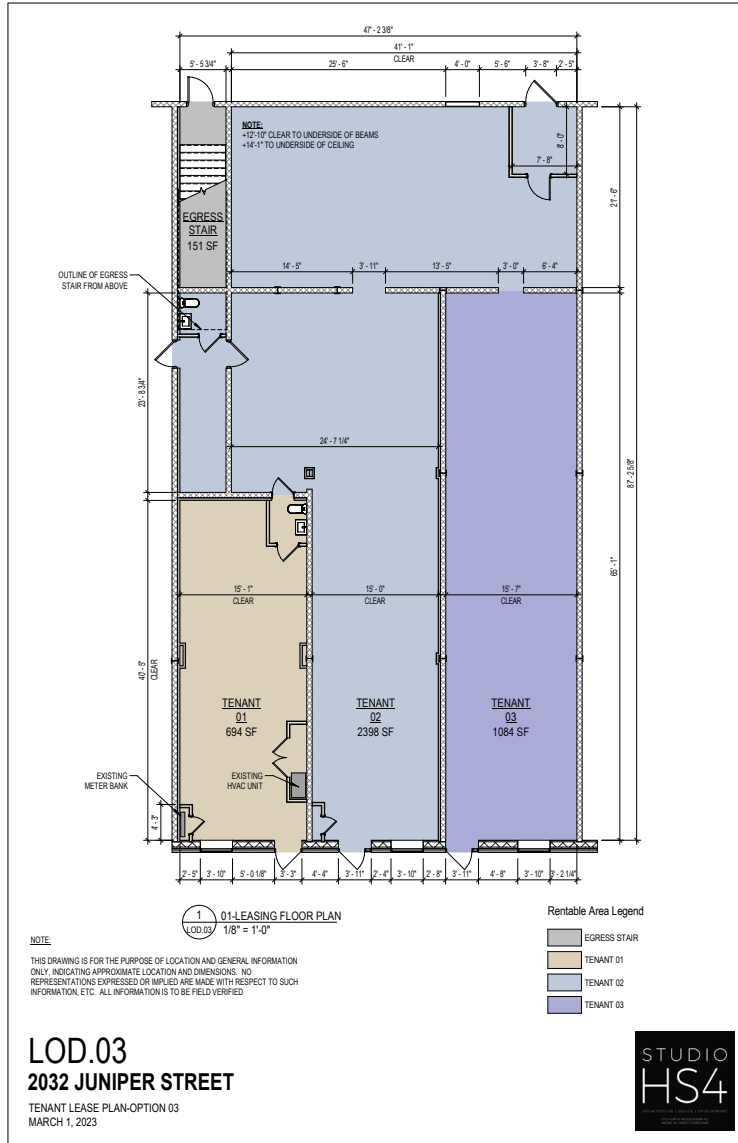 47' - 2 3/8"
41' - 1"
CLEAR
5' - 5 3/4"
25' - 6"
4' - 0"
5' - 6"
3' - 8"
2' - 5"
NOTE:
+12'-10" CLEAR TO UNDERSIDE OF BEAMS
+14'-1" TO UNDERSIDE OF CEILING
8' - 0"
7' - 8"
21' - 6"
EGRESS
STAIR
151 SF
14' - 5"
3' - 11"
13' - 5"
3' - 0"
6' - 4"
OUTLINE OF EGRESS
STAIR FROM ABOVE
23' - 8 3/4"
24' - 7 1/4"
87' - 2 5/8"
65' - 1"
15' - 1"
CLEAR
15' - 0"
CLEAR
15' - 7"
CLEAR
40' - 5"
CLEAR
TENANT
01
694 SF
TENANT
02
2398 SF
TENANT
03
1084 SF
EXISTING
METER BANK
EXISTING
HVAC UNIT
4' - 3"
2' - 5"
3' - 10"
5' - 0 1/8"
3' - 3"
4' - 4"
3' - 11"
2' - 4"
3' - 10"
2' - 8"
3' - 11"
4' - 8"
3' - 10"
3' - 2 1/4"
1
LOD.03
01-LEASING FLOOR PLAN
1/8" = 1'-0"
NOTE:
THIS DRAWING IS FOR THE PURPOSE OF LOCATION AND GENERAL INFORMATION
ONLY, INDICATING APPROXIMATE LOCATION AND DIMENSIONS. NO
REPRESENTATIONS EXPRESSED OR IMPLIED ARE MADE WITH RESPECT TO SUCH
INFORMATION, ETC. ALL INFORMATION IS TO BE FIELD VERIFIED
Rentable Area Legend
EGRESS STAIR
TENANT 01
TENANT 02
TENANT 03
LOD.03
2032 JUNIPER STREET
TENANT LEASE PLAN-OPTION 03
MARCH 1, 2023
STUDIO
HS4
ARCHITECTURE | DESIGN | DEVELOPMENT